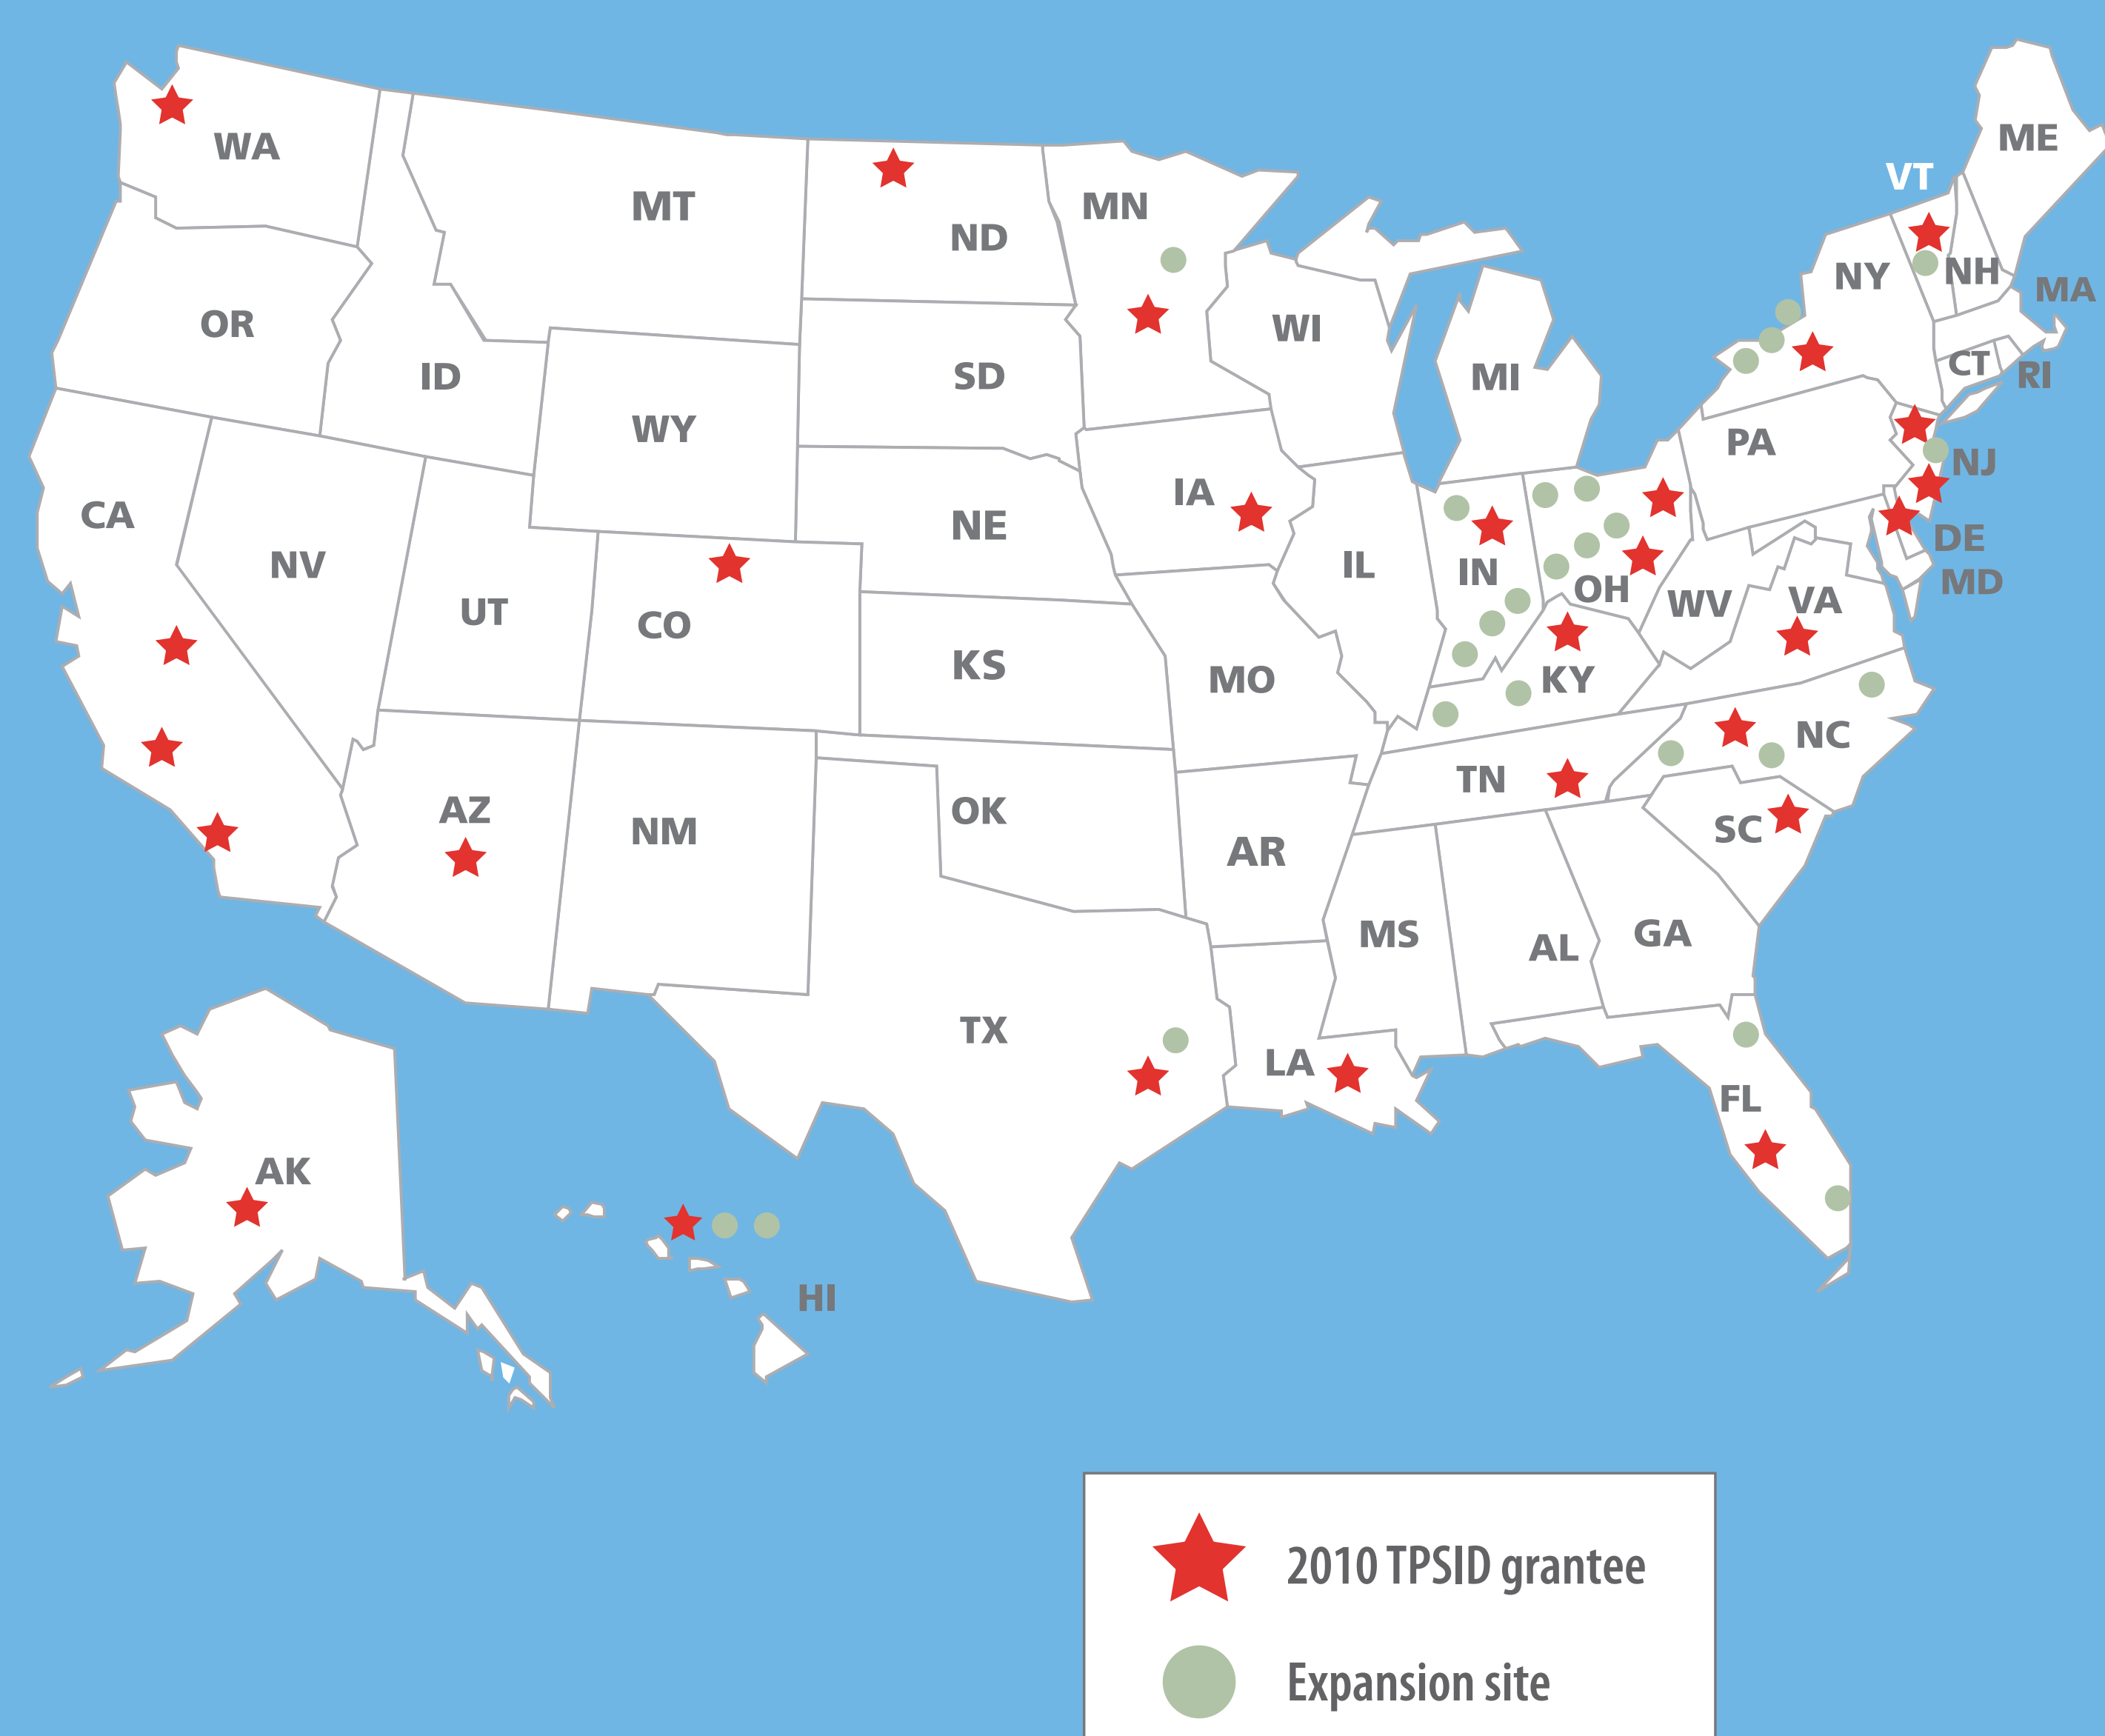 ME
WA
VT
MT
MN
ND
NY
NH
MA
OR
WI
ID
SD
MI
CT
RI
WY
PA
NJ
CA
IA
NE
DE
NV
IL
IN
OH
MD
UT
CO
WV
VA
KS
MO
KY
NC
AZ
NM
OK
TN
SC
AR
MS
AL
GA
TX
LA
FL
AK
HI
2010 TPSID grantee
Expansion site